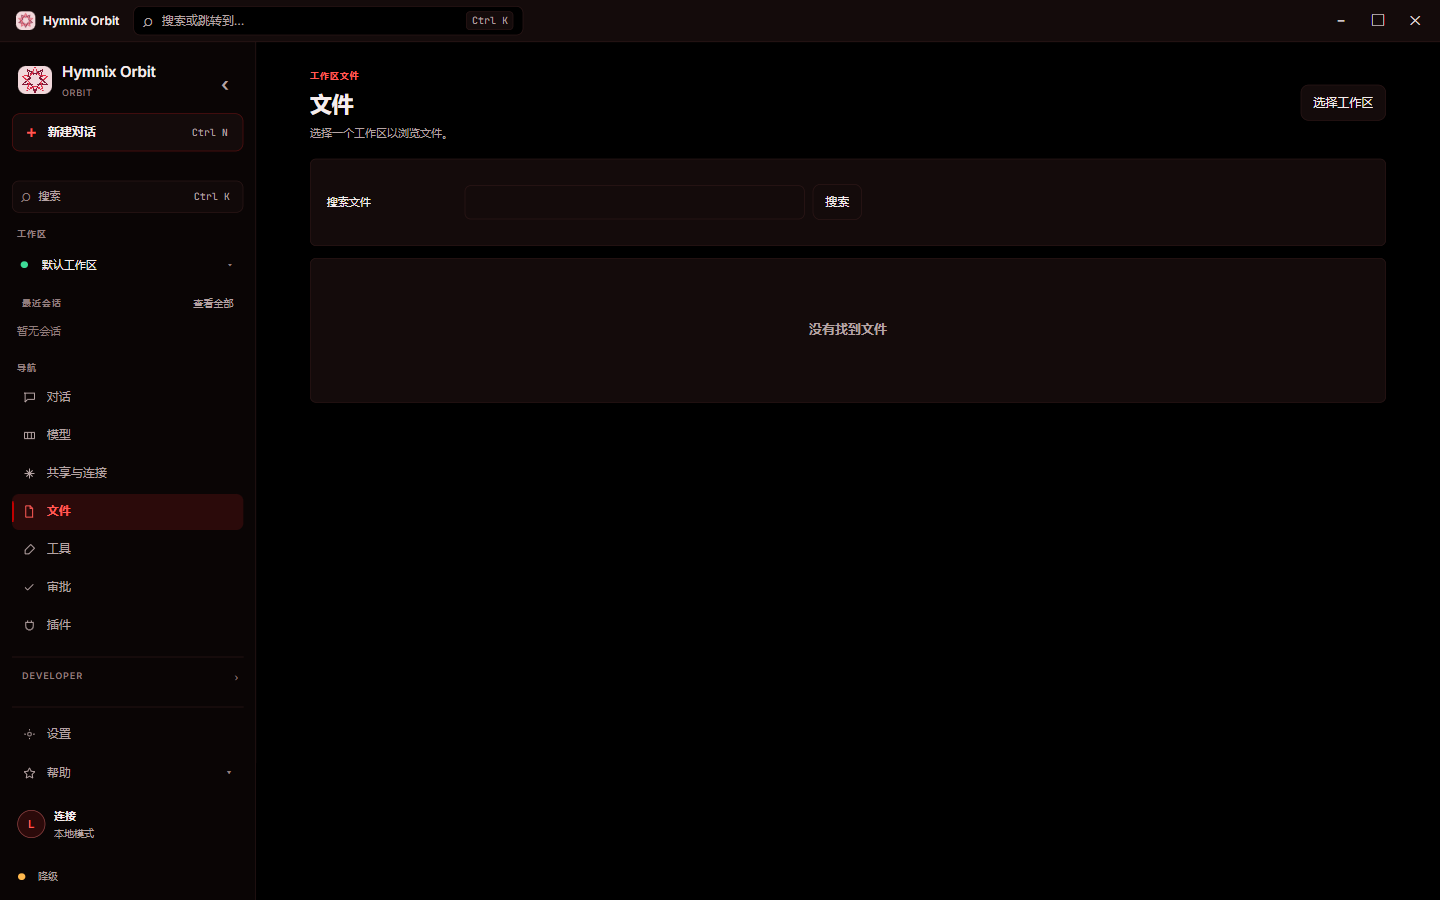 Hymnix Orbit
搜索或跳转到...
Ctrl K
Hymnix Orbit
ORBIT
新建对话
Ctrl N
搜索
Ctrl K
工作区
默认工作区
最近会话
查看全部
暂无会话
导航
对话
模型
共享与连接
文件
工具
审批
插件
DEVELOPER
设置
帮助
L
连接
本地模式
降级
工作区文件
文件
选择一个工作区以浏览文件。
选择工作区
搜索文件
搜索
没有找到文件